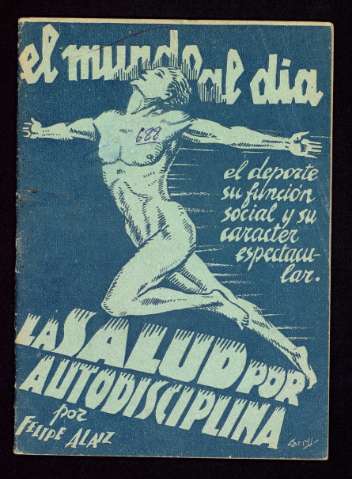 el mundo al dia
688
el deporte
su función
social y su
caracter
espectacu-
lar.
LA SALUD POR
AUTODISCIPLINA
por
FELIPE ALAIZ